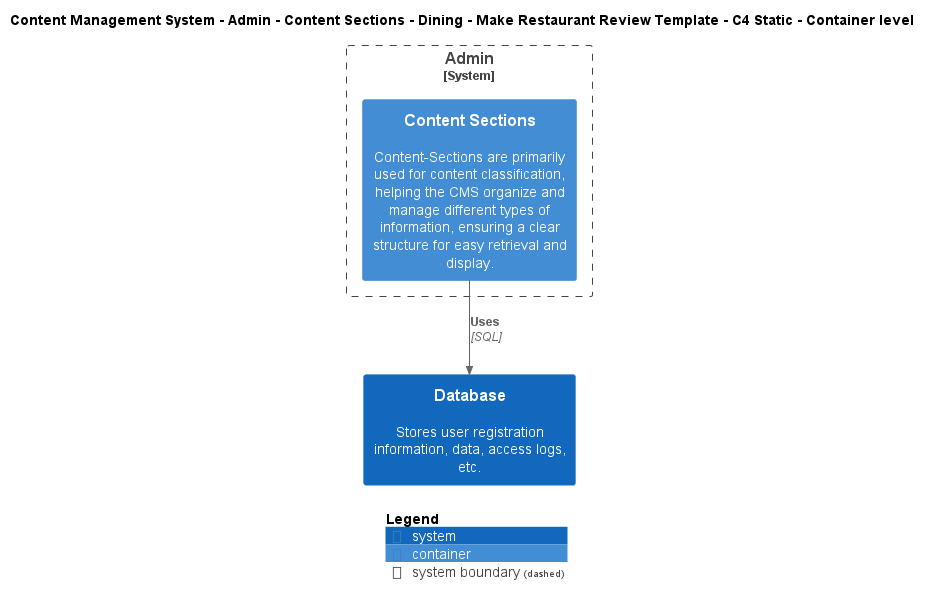 Content Management System - Admin - Content Sections - Dining - Make Restaurant Review Template - C4 Static - Container level
Admin
[System]
Content Sections
Content-Sections are primarily
used for content classification,
helping the CMS organize and
manage different types of
information, ensuring a clear
structure for easy retrieval and
display.
Uses
[SQL]
Database
Stores user registration
information, data, access logs,
etc.
Legend
system
container
system boundary (dashed)